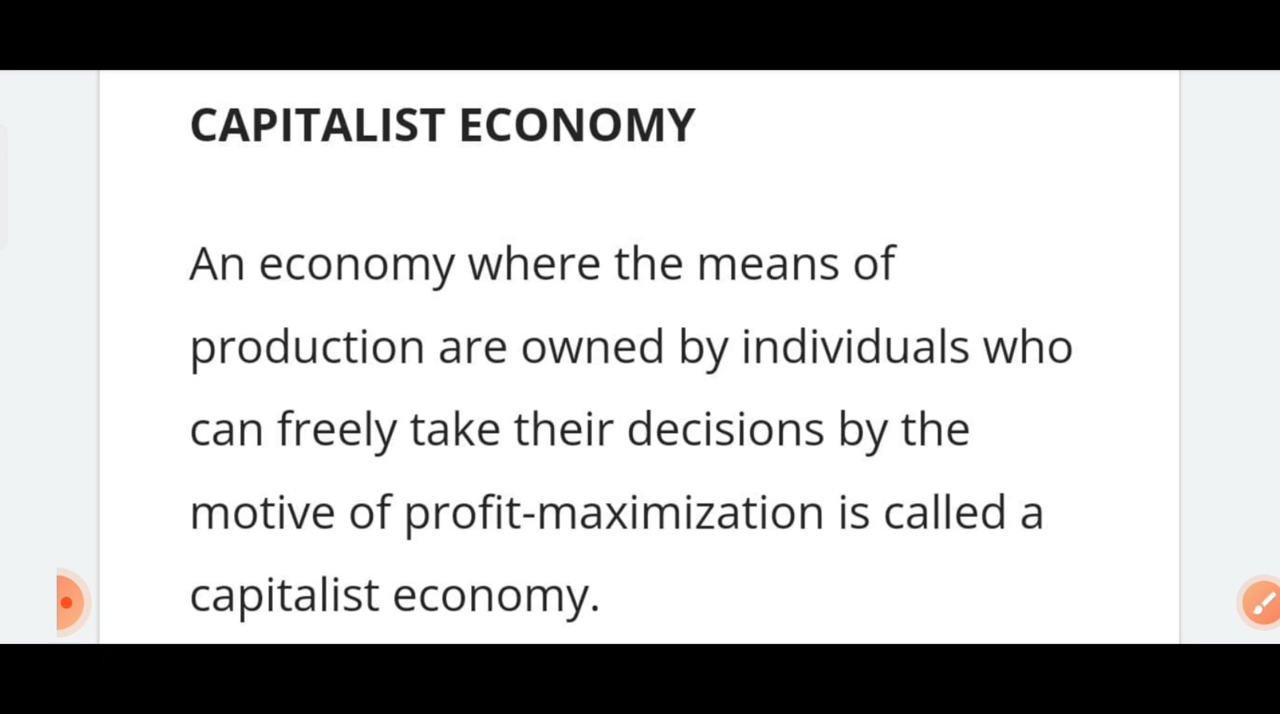 CAPITALIST ECONOMY
An economy where the means of
production are owned by individuals who
can freely take their decisions by the
motive of profit-maximization is called a
capitalist economy.